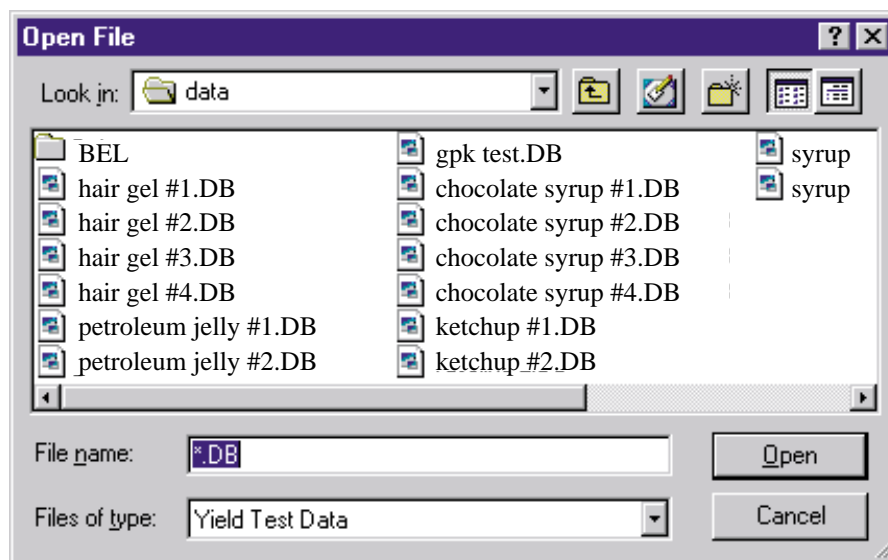 Open File
Look in: data
BEL
hair gel #1.DB
hair gel #2.DB
hair gel #3.DB
hair gel #4.DB
petroleum jelly #1.DB
petroleum jelly #2.DB
gpk test.DB
chocolate syrup #1.DB
chocolate syrup #2.DB
chocolate syrup #3.DB
chocolate syrup #4.DB
ketchup #1.DB
ketchup #2.DB
syrup
syrup
File name: *.DB
Open
Files of type: Yield Test Data
Cancel